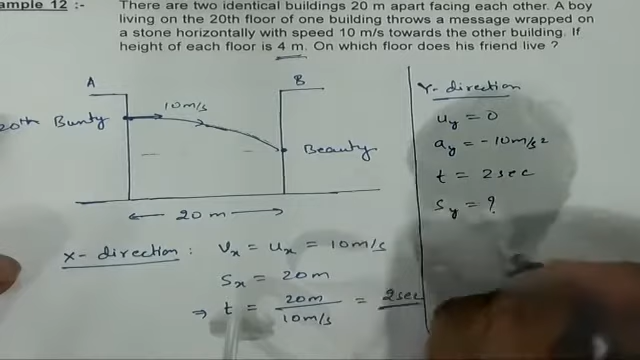 ample 12 :- There are two identical buildings 20 m apart facing each other. A boy
living on the 20th floor of one building throws a message wrapped on
a stone horizontally with speed 10 m/s towards the other building. If
height of each floor is 4 m. On which floor does his friend live ?
A
B
10m/s
20th Bunty
Beauty
20 m
X- direction : Vx = ux = 10m/s
Sx = 20m
⇒ t = 20m / 10m/s = 2sec
Y- direction
uy = 0
ay = -10m/s²
t = 2sec
Sy = ?